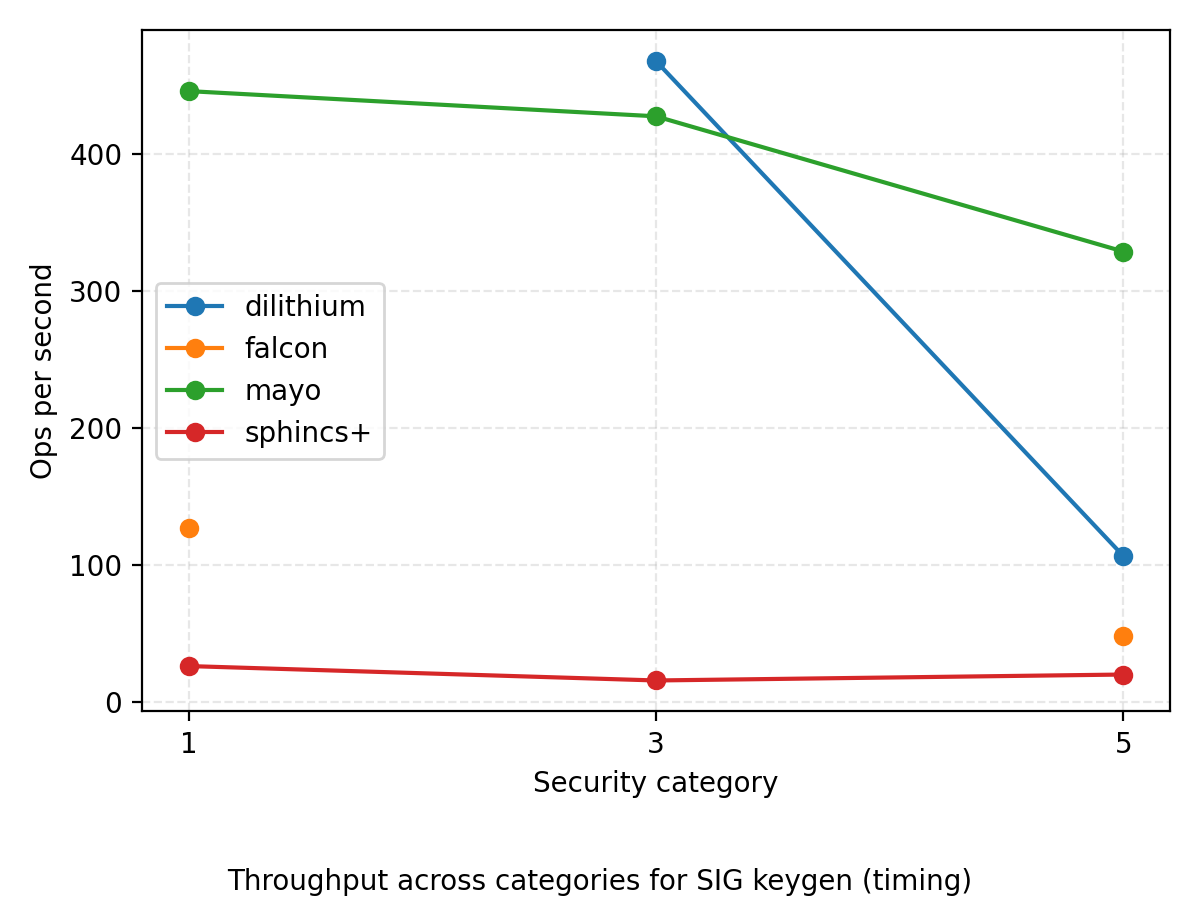 400
300
200
100
0
Ops per second
dilithium
falcon
mayo
sphincs+
1 3 5
Security category
Throughput across categories for SIG keygen (timing)